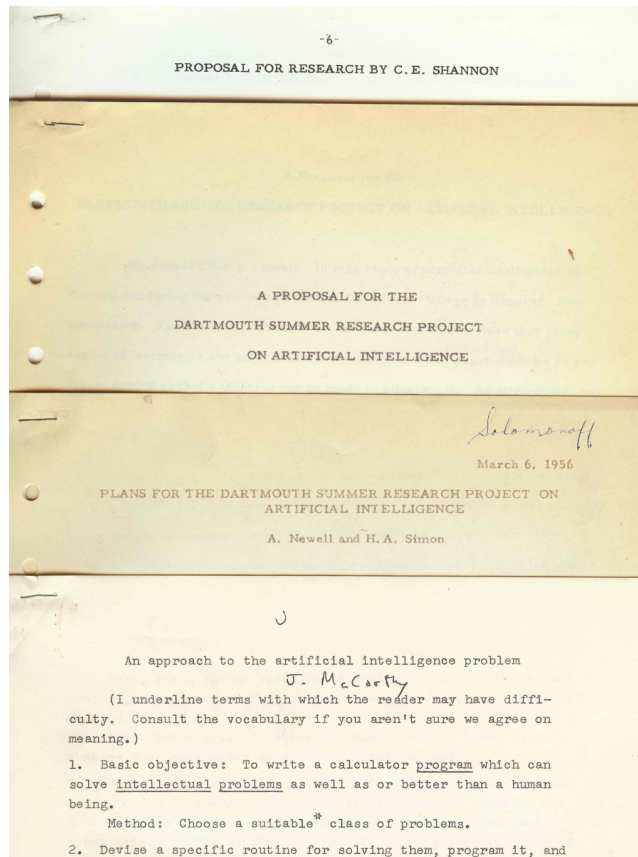 -6-
PROPOSAL FOR RESEARCH BY C.E. SHANNON
A PROPOSAL FOR THE
DARTMOUTH SUMMER RESEARCH PROJECT
ON ARTIFICIAL INTELLIGENCE
Solomonoff
March 6, 1956
PLANS FOR THE DARTMOUTH SUMMER RESEARCH PROJECT ON
ARTIFICIAL INTELLIGENCE
A. Newell and H.A. Simon
An approach to the artificial intelligence problem
J. McCarthy
(I underline terms with which the reader may have diffi-
culty. Consult the vocabulary if you aren't sure we agree on
meaning.)
1. Basic objective: To write a calculator program which can
solve intellectual problems as well as or better than a human
being.
Method: Choose a suitable* class of problems.
2. Devise a specific routine for solving them, program it, and